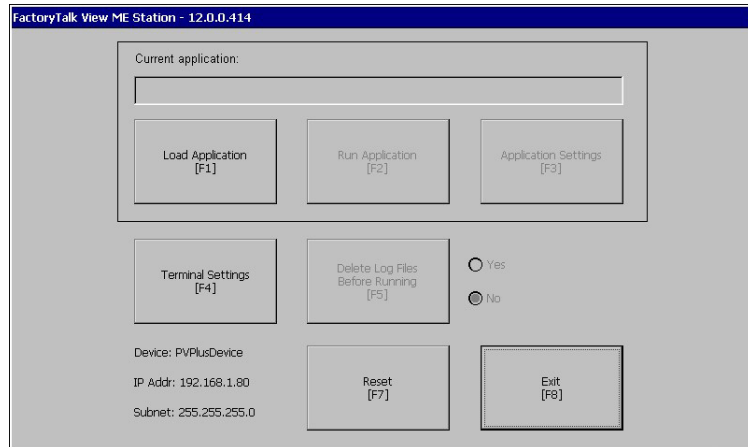 FactoryTalk View ME Station - 12.0.0.414
Current application:
Load Application
[F1]
Run Application
[F2]
Application Settings
[F3]
Terminal Settings
[F4]
Delete Log Files
Before Running
[F5]
Yes
No
Device: PVPlusDevice
IP Addr: 192.168.1.80
Subnet: 255.255.255.0
Reset
[F7]
Exit
[F8]